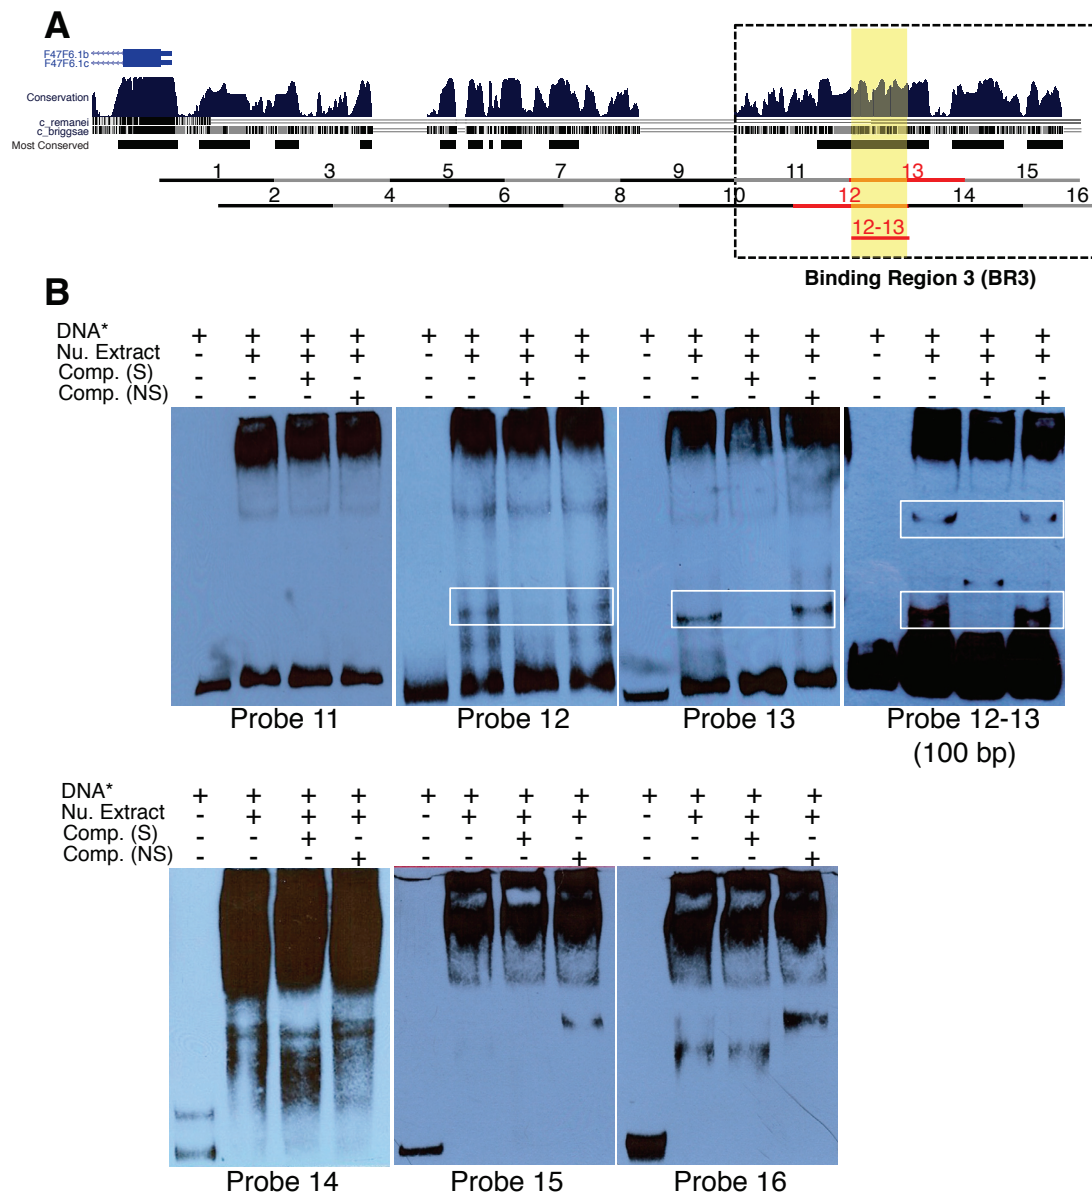 A
F47F6.1b
F47F6.1c
Conservation
c_remanei
c_briggsae
Most Conserved
1 3 5 7 9 11 13 15
2 4 6 8 10 12 14 16
12-13
Binding Region 3 (BR3)
B
DNA* + + + + + + + + + + + + + + + +
Nu. Extract - + + + - + + + - + + + - + + +
Comp. (S) - - + - - + - - + - - +
Comp. (NS) - - + - - + - - + - - +
Probe 11 Probe 12 Probe 13 Probe 12-13
(100 bp)
DNA* + + + + + + + + + + + +
Nu. Extract - + + + - + + + - + + +
Comp. (S) - - + - - + - - +
Comp. (NS) - - + - - + - - +
Probe 14 Probe 15 Probe 16